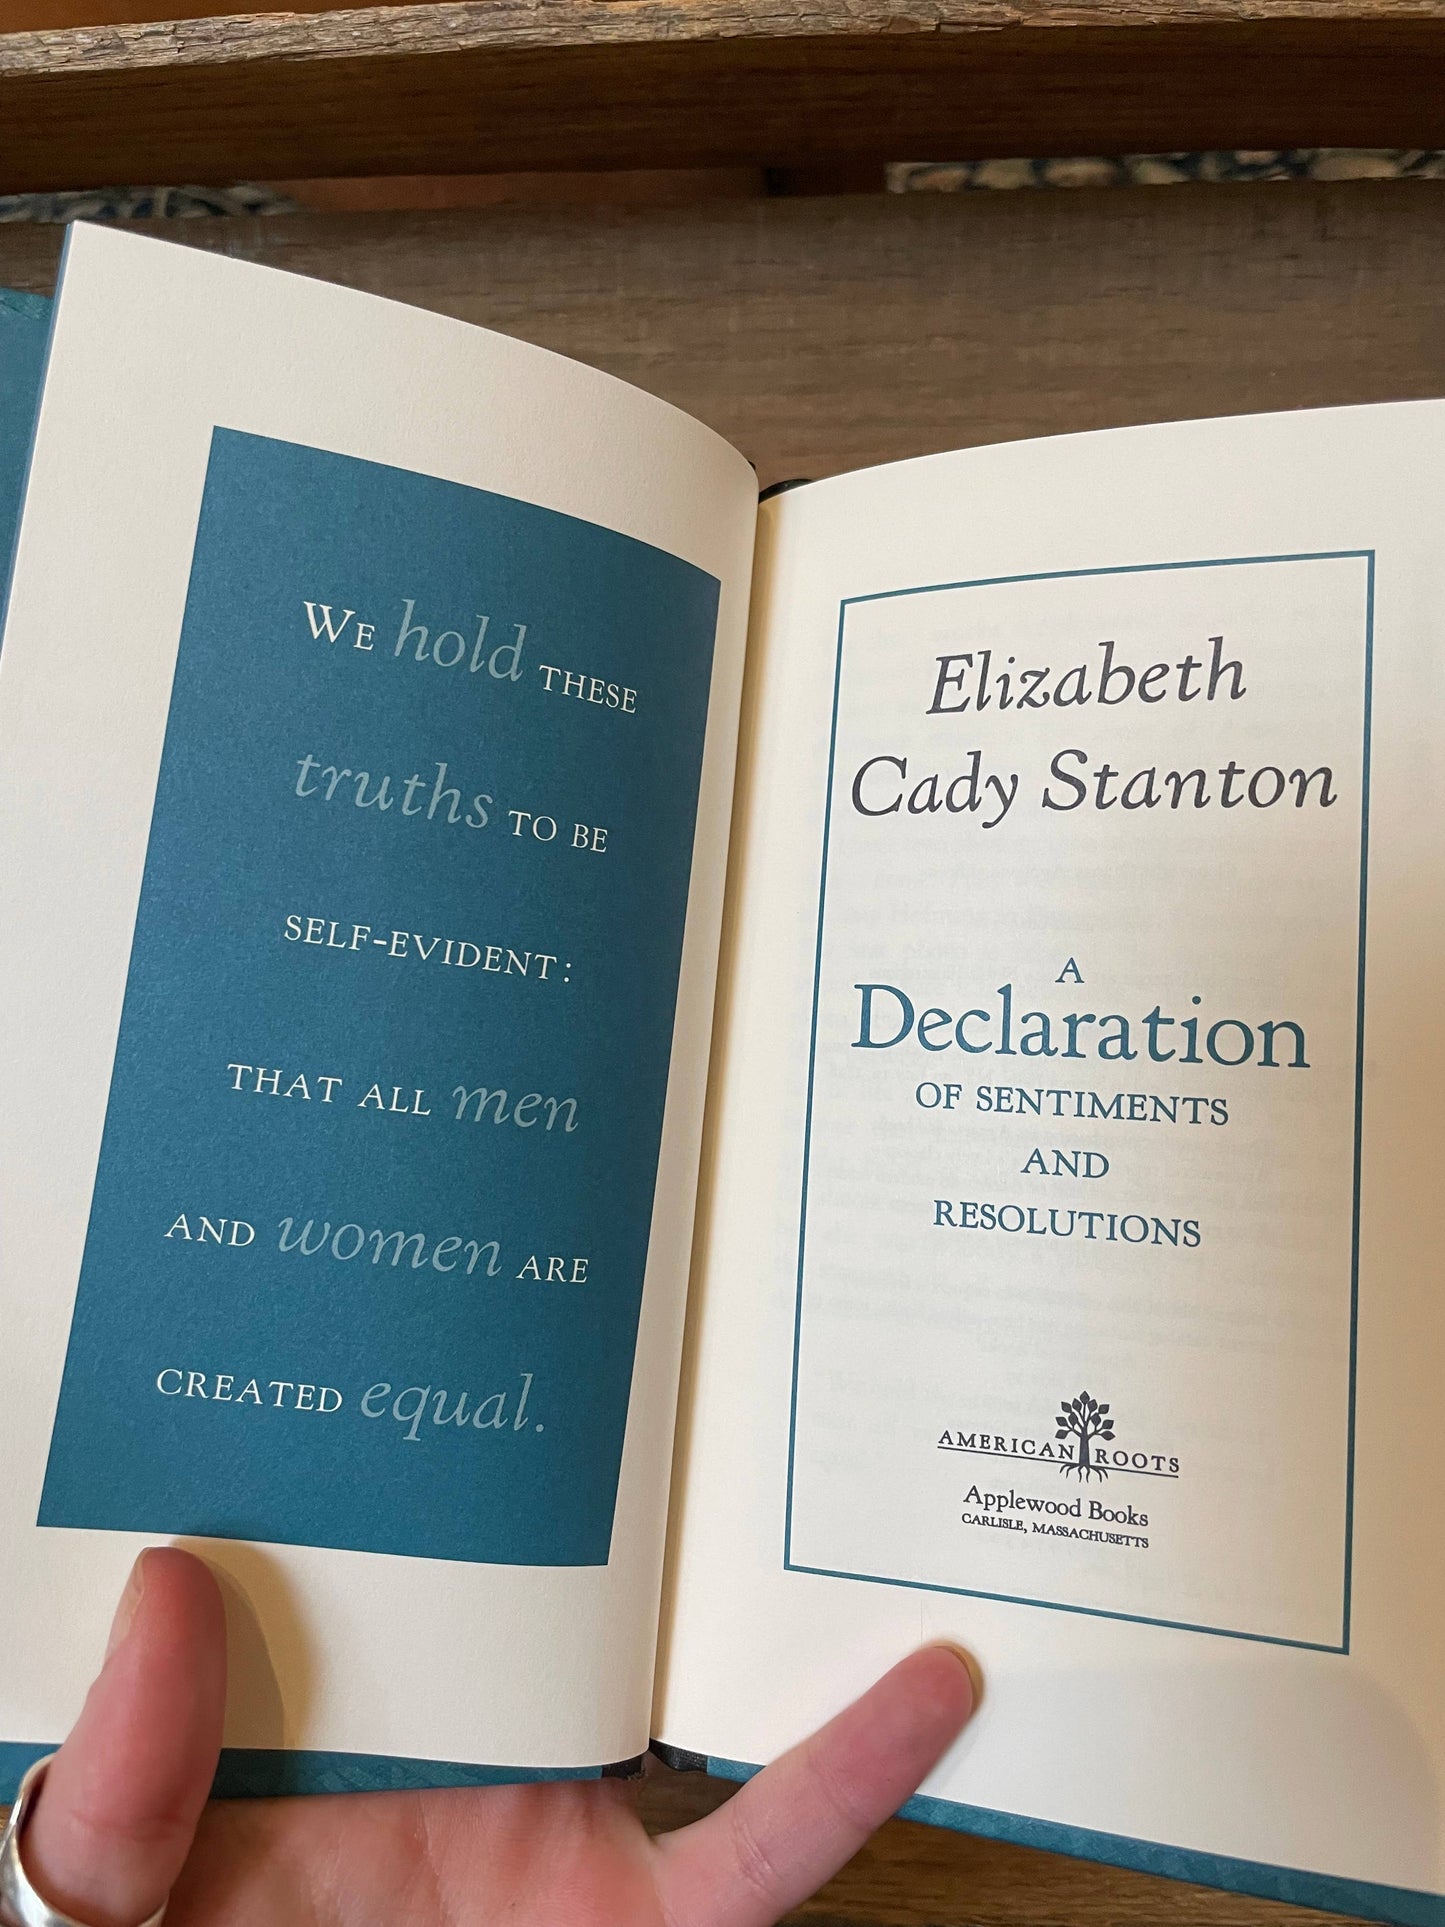 WE hold THESE
truths TO BE
SELF-EVIDENT:
THAT ALL men
AND women ARE
CREATED equal.
Elizabeth
Cady Stanton
A
Declaration
OF SENTIMENTS
AND
RESOLUTIONS
AMERICAN ROOTS
Applewood Books
CARLISLE, MASSACHUSETTS